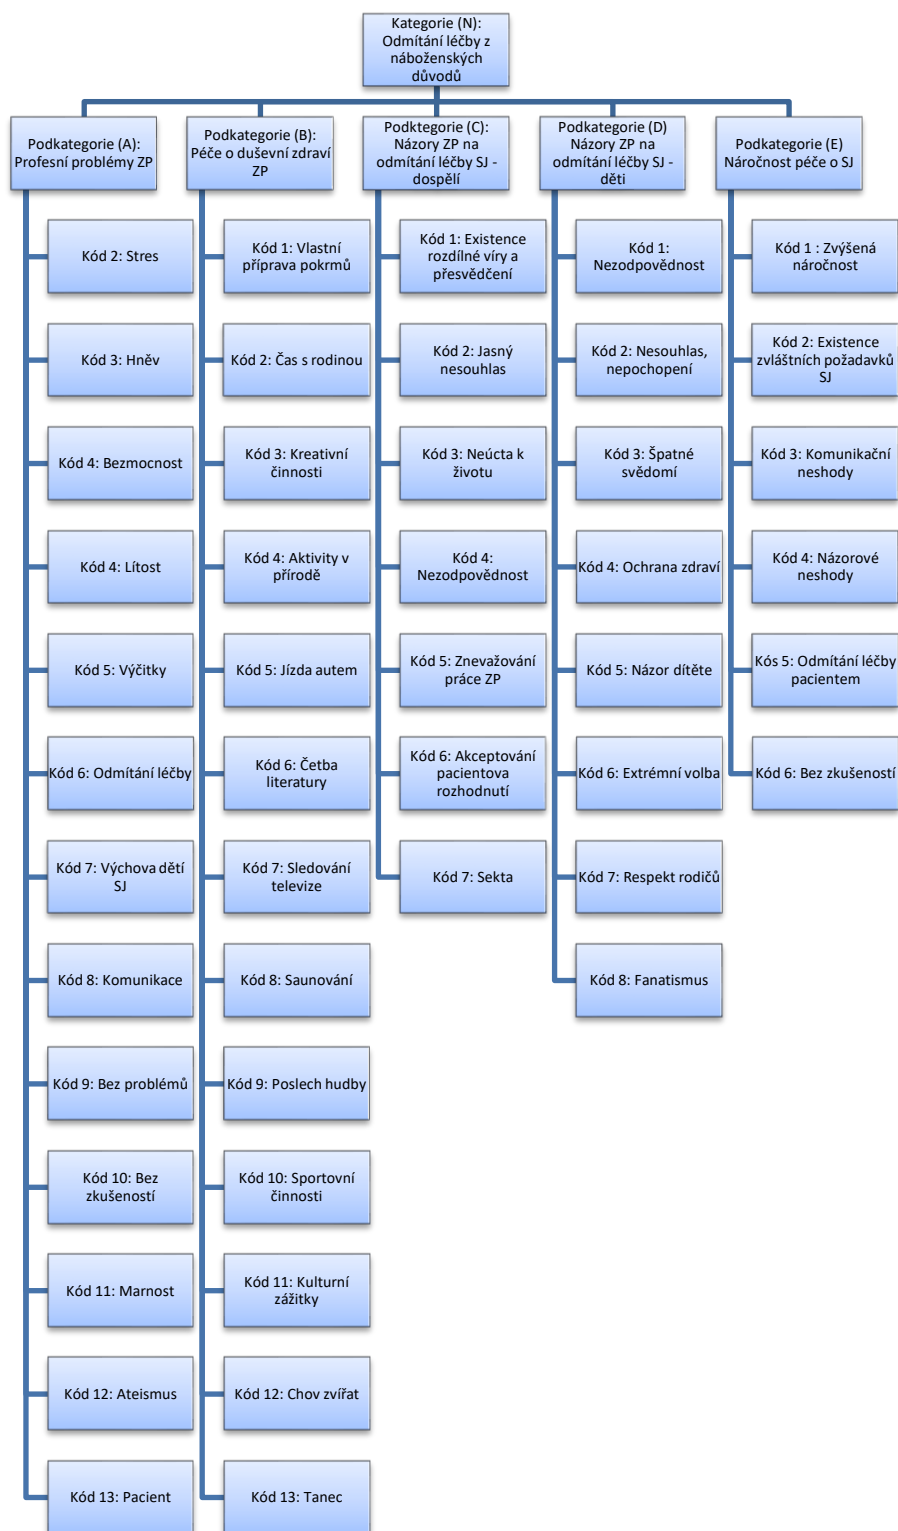 Kategorie (N):
Odmítání léčby z
náboženských
důvodů
Podkategorie (A):
Profesní problémy ZP
Kód 2: Stres
Kód 3: Hněv
Kód 4: Bezmocnost
Kód 4: Lítost
Kód 5: Výčitky
Kód 6: Odmítání léčby
Kód 7: Výchova dětí
SJ
Kód 8: Komunikace
Kód 9: Bez problémů
Kód 10: Bez
zkušeností
Kód 11: Marnost
Kód 12: Ateismus
Kód 13: Pacient
Podkategorie (B):
Péče o duševní zdraví
ZP
Kód 1: Vlastní
příprava pokrmů
Kód 2: Čas s rodinou
Kód 3: Kreativní
činnosti
Kód 4: Aktivity v
přírodě
Kód 5: Jízda autem
Kód 6: Četba
literatury
Kód 7: Sledování
televize
Kód 8: Saunování
Kód 9: Poslech hudby
Kód 10: Sportovní
činnosti
Kód 11: Kulturní
zážitky
Kód 12: Chov zvířat
Kód 13: Tanec
Podktegorie (C):
Názory ZP na
odmítání léčby SJ -
dospělí
Kód 1: Existence
rozdílné víry a
přesvědčení
Kód 2: Jasný
nesouhlas
Kód 3: Neúcta k
životu
Kód 4:
Nezodpovědnost
Kód 5: Znevažování
práce ZP
Kód 6: Akceptování
pacientova
rozhodnutí
Kód 7: Sekta
Podkategorie (D)
Názory ZP na
odmítání léčby SJ -
děti
Kód 1:
Nezodpovědnost
Kód 2: Nesouhlas,
nepochopení
Kód 3: Špatné
svědomí
Kód 4: Ochrana zdraví
Kód 5: Názor dítěte
Kód 6: Extrémní volba
Kód 7: Respekt rodičů
Kód 8: Fanatismus
Podkategorie (E)
Náročnost péče o SJ
Kód 1 : Zvýšená
náročnost
Kód 2: Existence
zvláštních požadavků
SJ
Kód 3: Komunikační
neshody
Kód 4: Názorové
neshody
Kós 5: Odmítání léčby
pacientem
Kód 6: Bez zkušeností